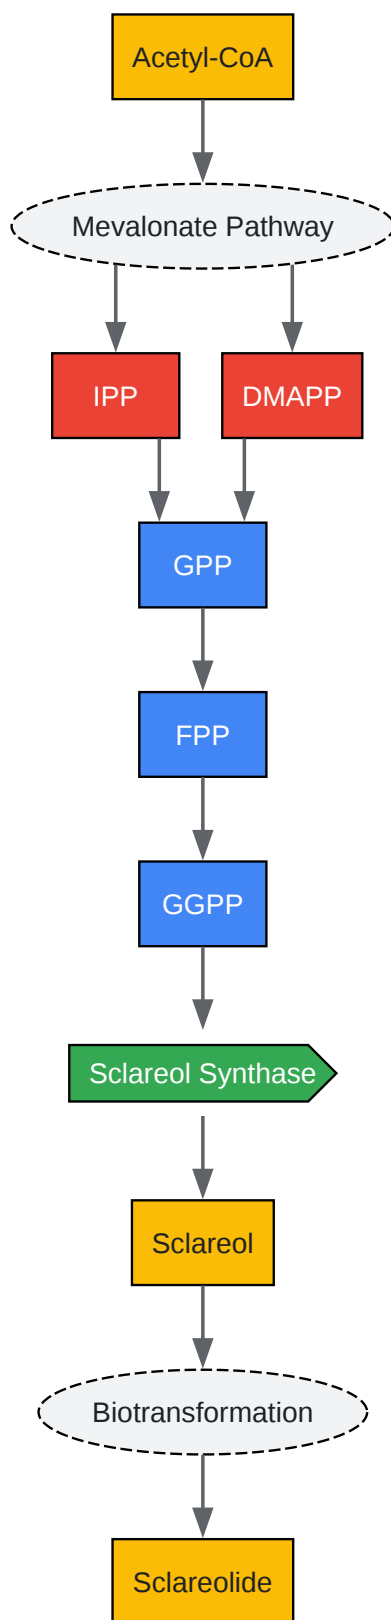 Acetyl-CoA
Mevalonate Pathway
IPP
DMAPP
GPP
FPP
GGPP
Sclareol Synthase
Sclareol
Biotransformation
Sclareolide